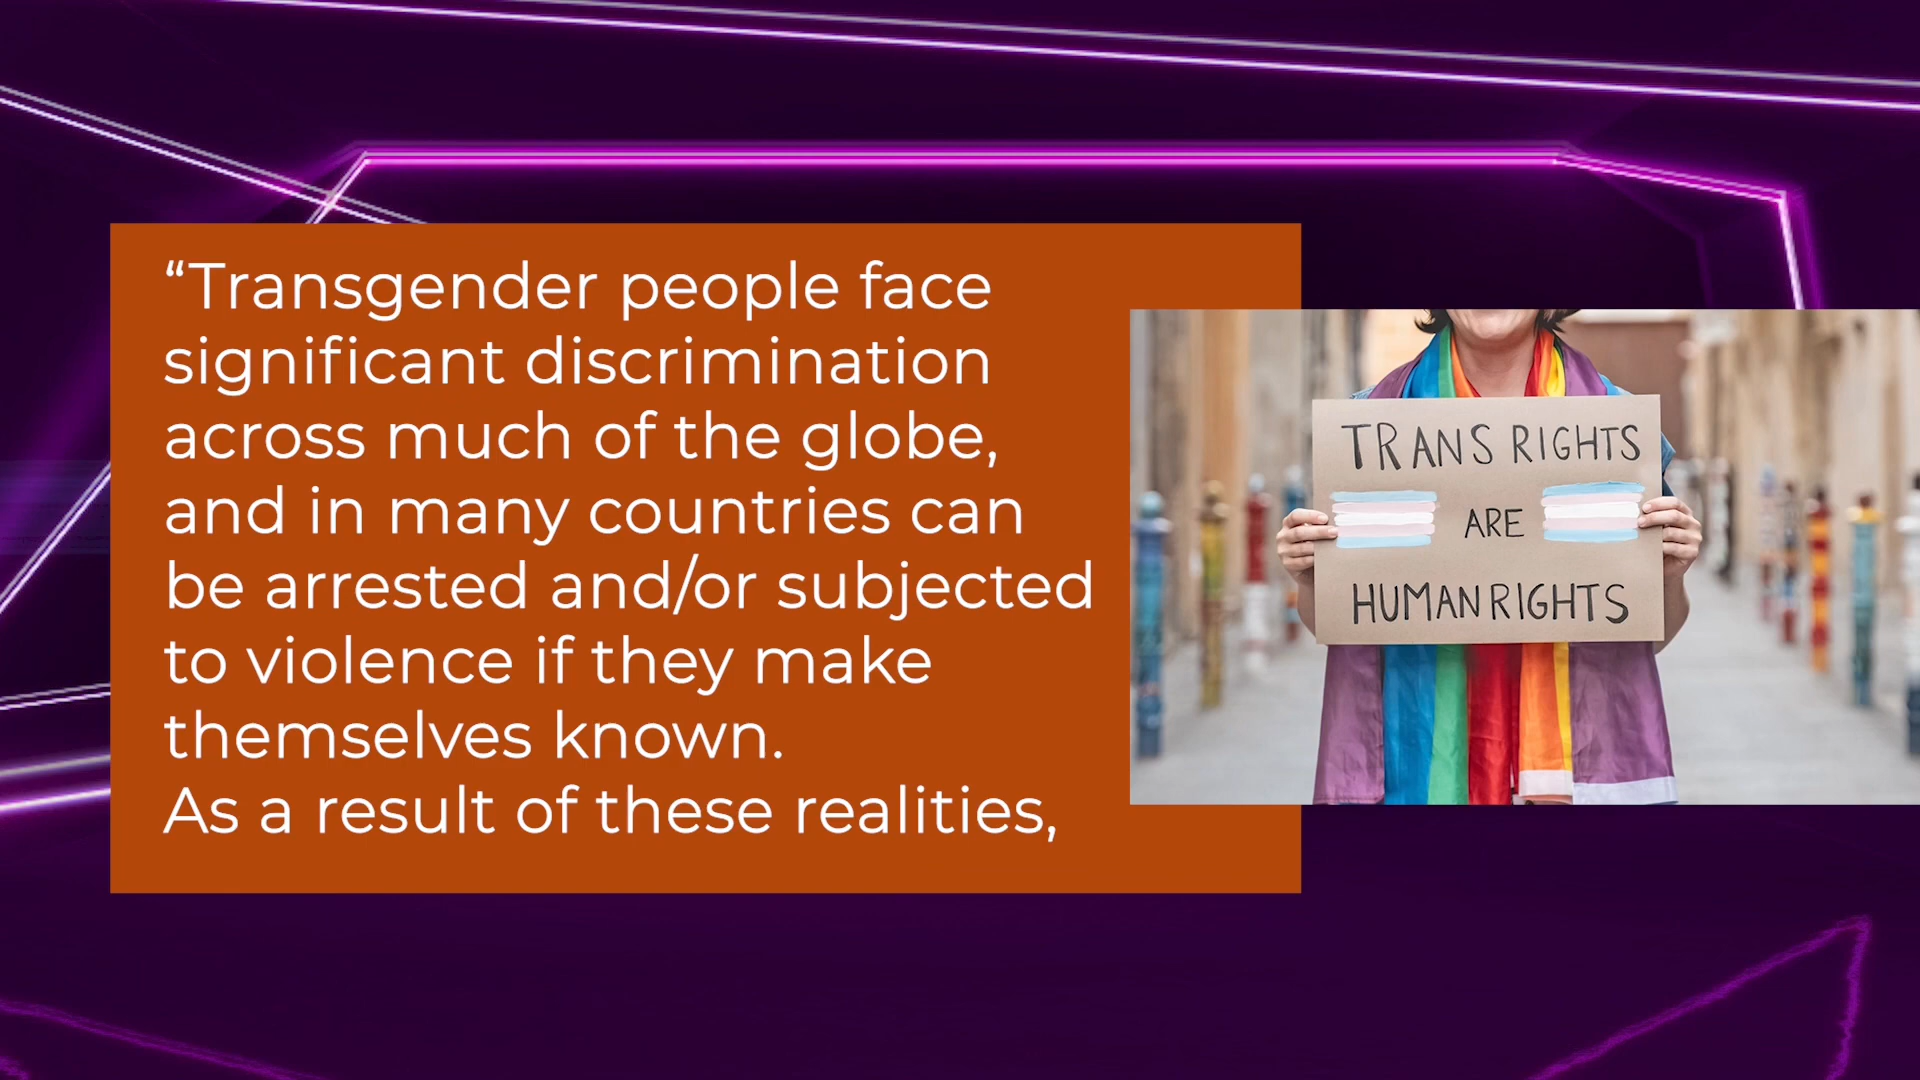 “Transgender people face
significant discrimination
across much of the globe,
and in many countries can
be arrested and/or subjected
to violence if they make
themselves known.
As a result of these realities,
TRANS RIGHTS
ARE
HUMAN RIGHTS